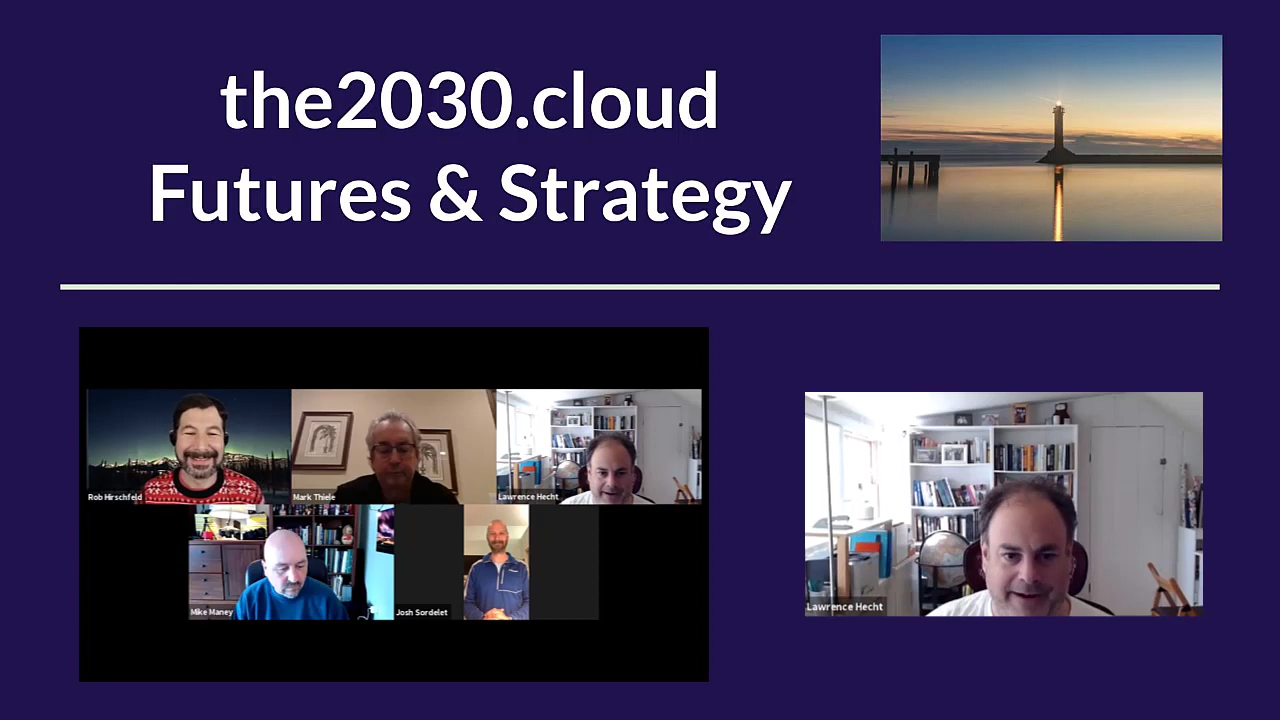 the2030.cloud
Futures & Strategy
Rob Hirschfeld
Mark Thiele
Lawrence Hecht
Mike Maney
Josh Sordelet
Lawrence Hecht